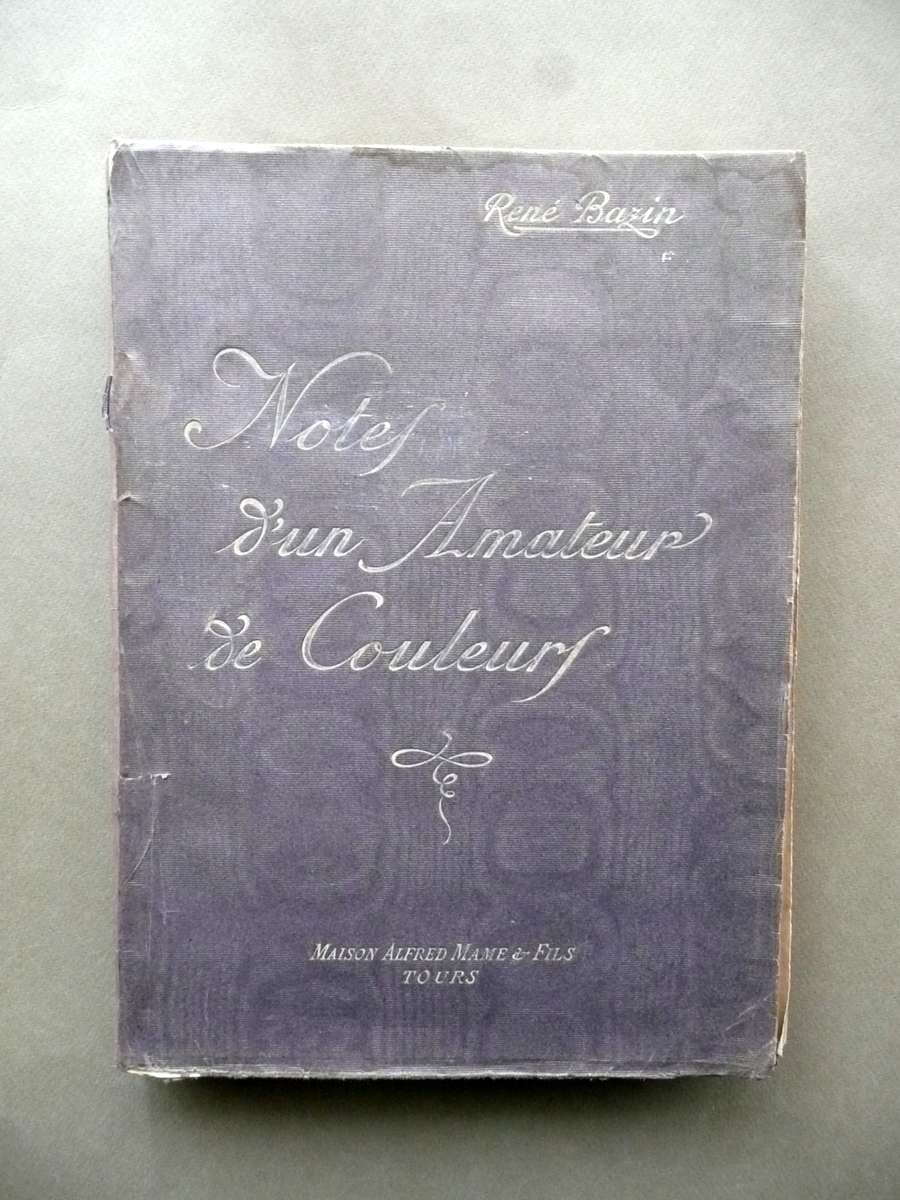 René Bazin
Notes
d'un Amateur
de Couleurs
MAISON ALFRED MAME & FILS
TOURS